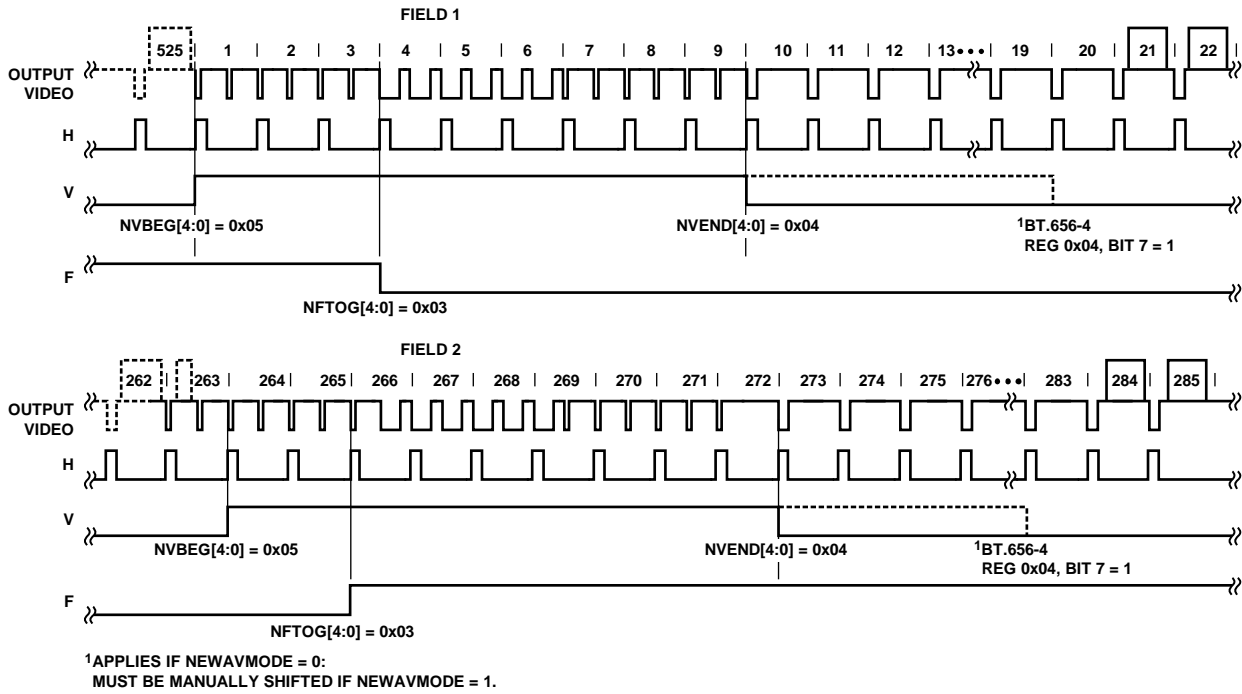 FIELD 1
525 | 1 | 2 | 3 | 4 | 5 | 6 | 7 | 8 | 9 | 10 | 11 | 12 | 13••• | 19 | 20 | 21 | 22 |
OUTPUT
VIDEO
H
V
NVBEG[4:0] = 0x05
NVEND[4:0] = 0x04
1BT.656-4
REG 0x04, BIT 7 = 1
F
NFTOG[4:0] = 0x03
FIELD 2
262 | 263 | 264 | 265 | 266 | 267 | 268 | 269 | 270 | 271 | 272 | 273 | 274 | 275 | 276••• | 283 | 284 | 285 |
OUTPUT
VIDEO
H
V
NVBEG[4:0] = 0x05
NVEND[4:0] = 0x04
1BT.656-4
REG 0x04, BIT 7 = 1
F
NFTOG[4:0] = 0x03
1APPLIES IF NEWAVMODE = 0:
MUST BE MANUALLY SHIFTED IF NEWAVMODE = 1.